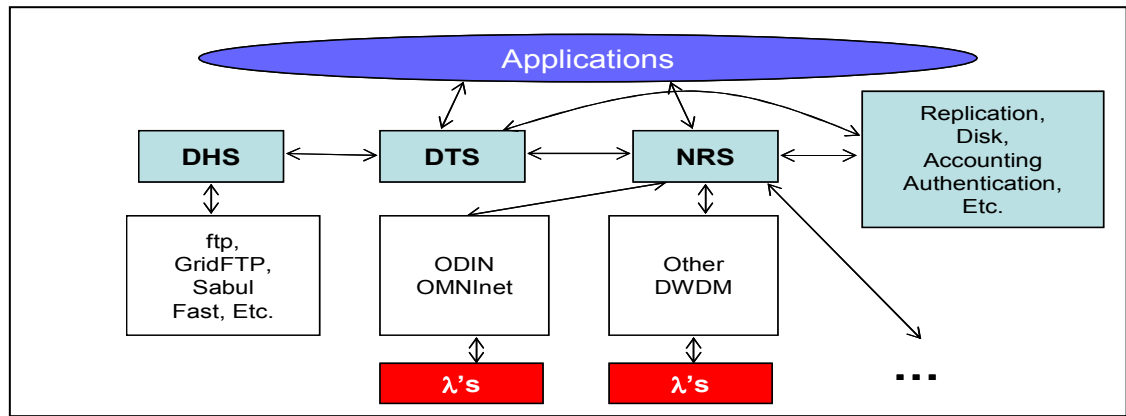 Applications
DHS
DTS
NRS
Replication,
Disk,
Accounting
Authentication,
Etc.
ftp,
GridFTP,
Sabul
Fast, Etc.
ODIN
OMNInet
Other
DWDM
λ's
λ's
...